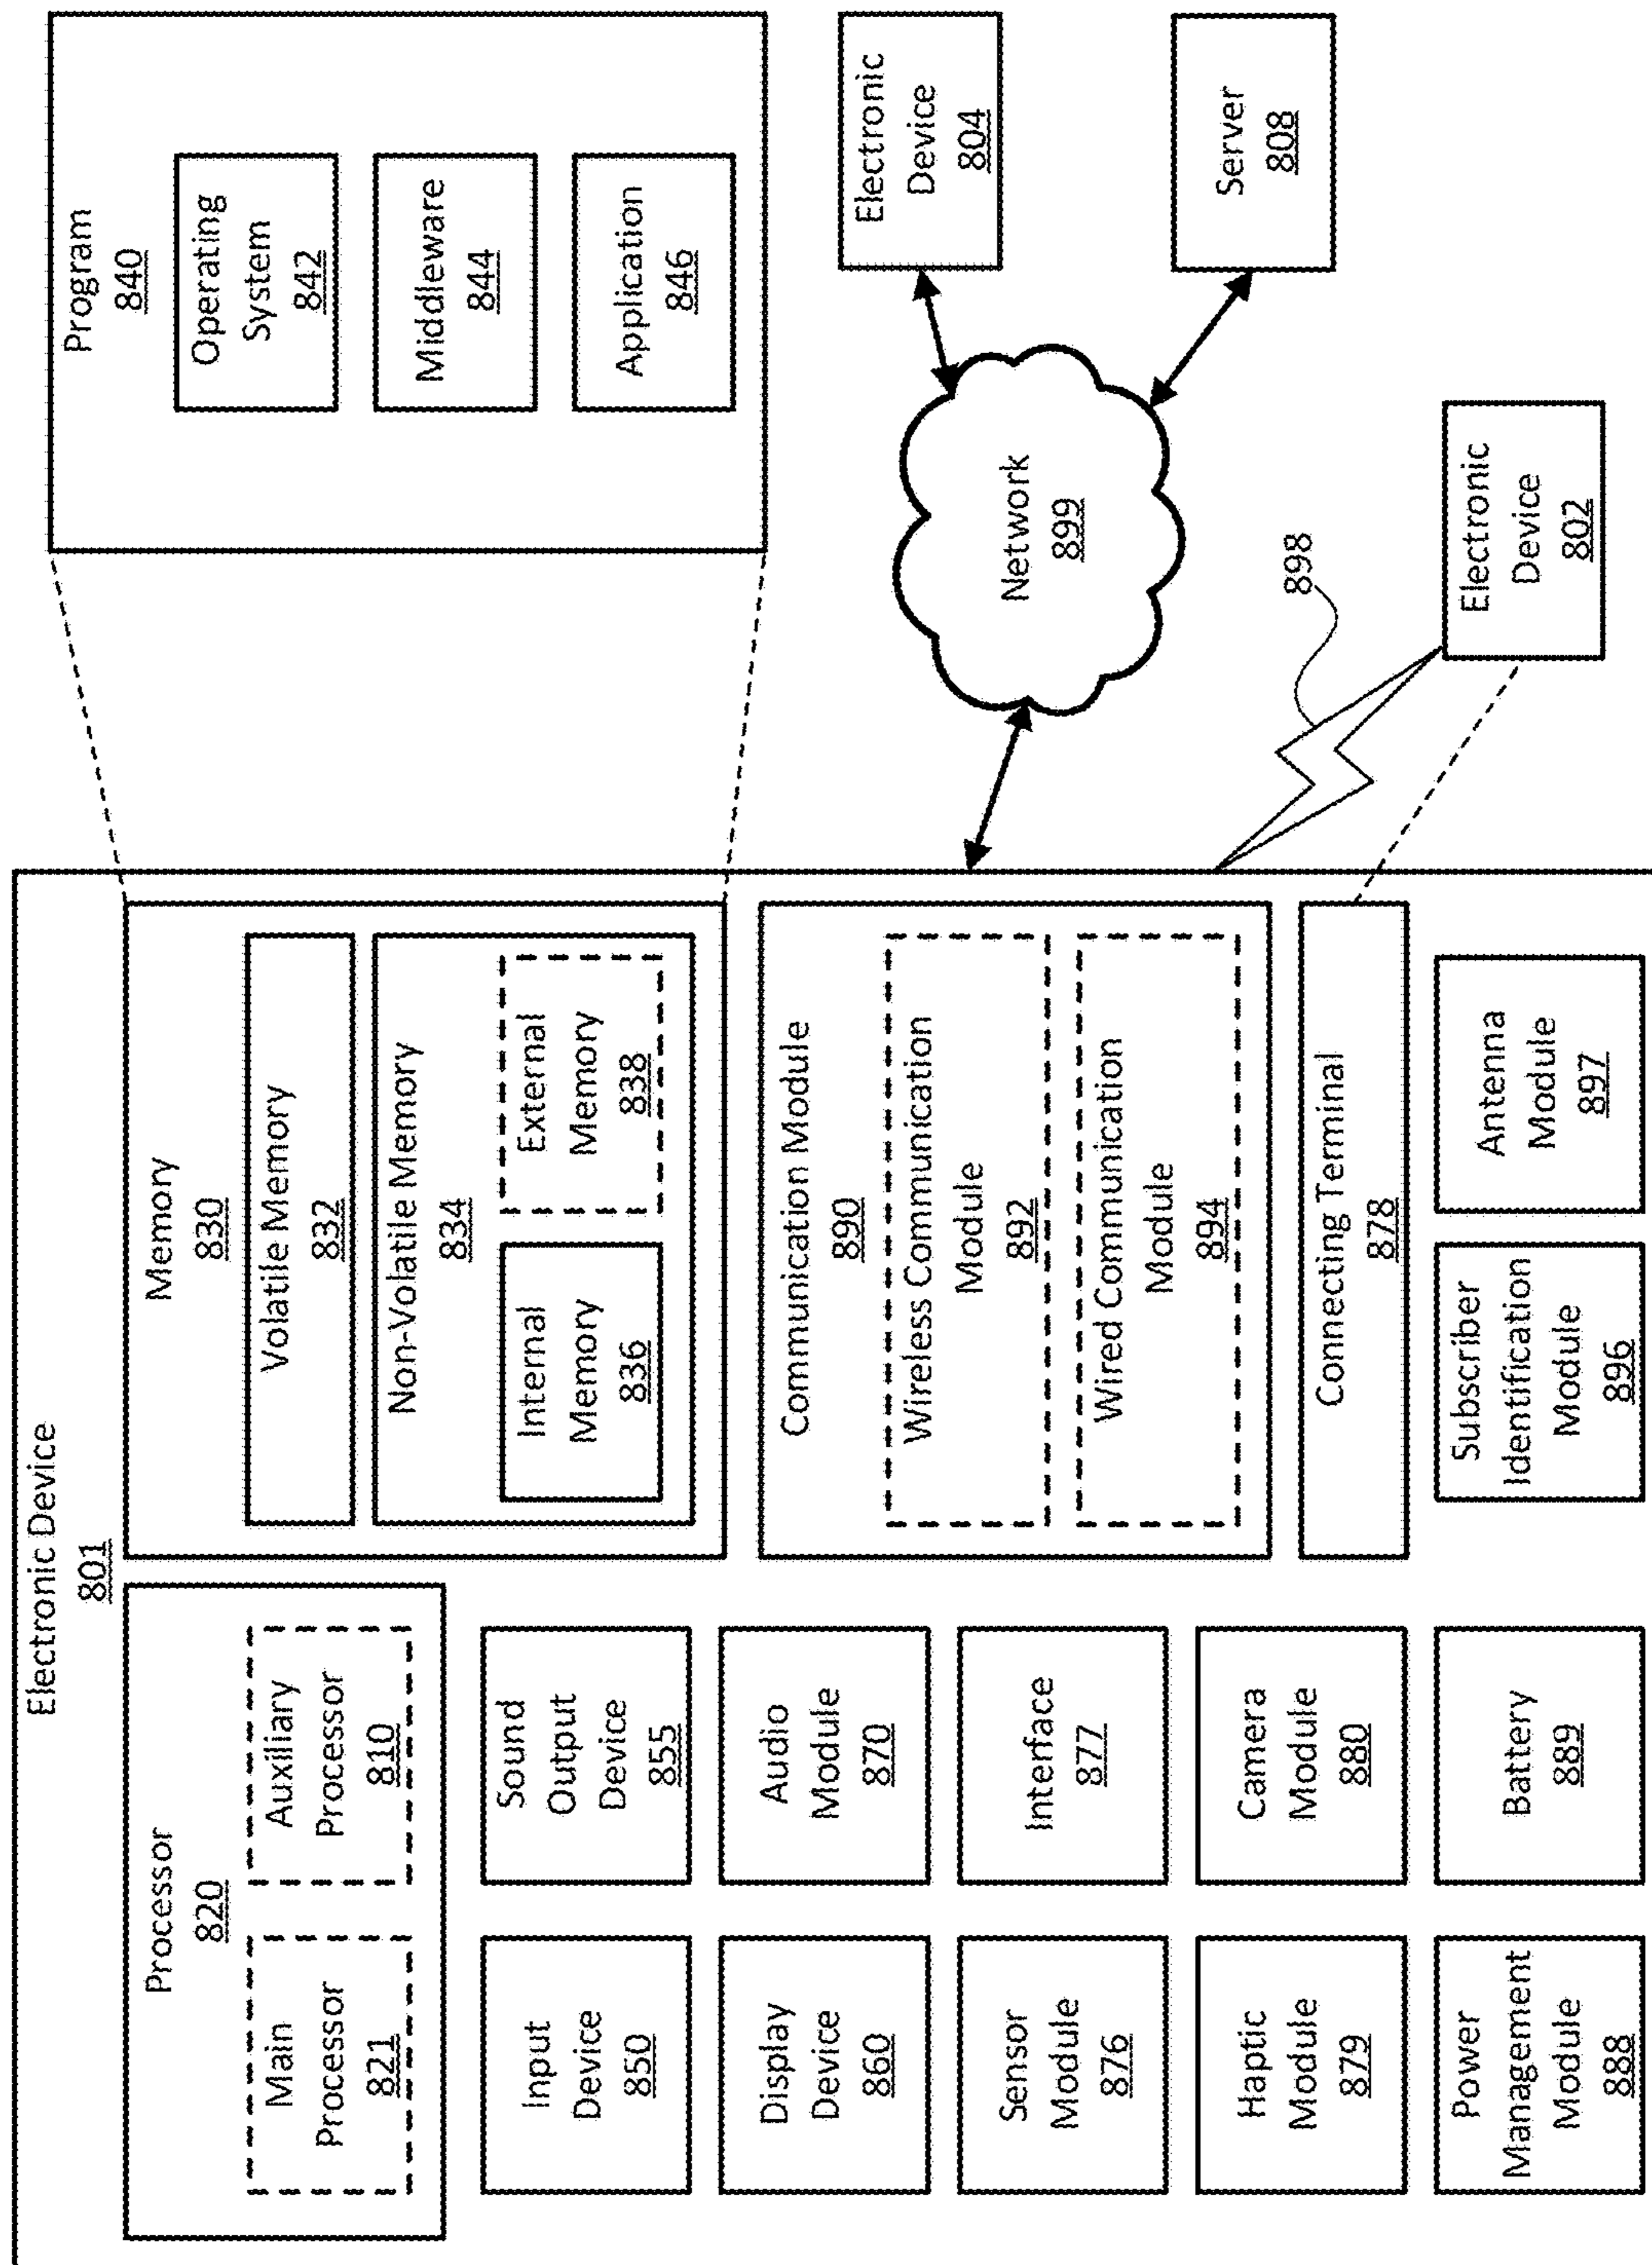 Electronic Device
801
Processor
820
Main
Processor
821
Auxiliary
Processor
810
Input
Device
850
Sound
Output
Device
855
Display
Device
860
Audio
Module
870
Sensor
Module
876
Interface
877
Haptic
Module
879
Camera
Module
880
Power
Management
Module
888
Battery
889
Memory
830
Volatile Memory
832
Non-Volatile Memory
834
Internal
Memory
836
External
Memory
838
Communication Module
890
Wireless Communication
Module
892
Wired Communication
Module
894
Connecting Terminal
878
Subscriber
Identification
Module
896
Antenna
Module
897
Program
840
Operating
System
842
Middleware
844
Application
846
Network
899
Electronic
Device
804
Server
808
898
Electronic
Device
802